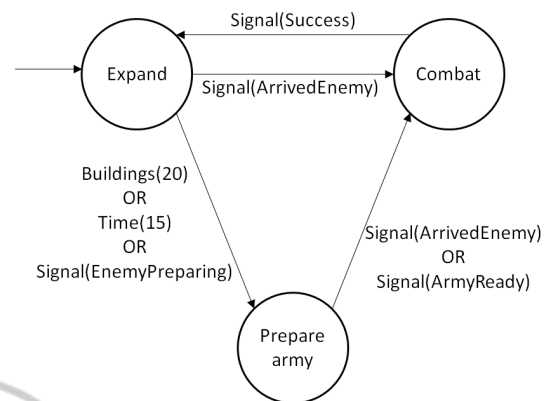 Signal(Success)
Expand
Combat
Signal(ArrivedEnemy)
Buildings(20)
OR
Time(15)
OR
Signal(EnemyPreparing)
Signal(ArrivedEnemy)
OR
Signal(ArmyReady)
Prepare
army